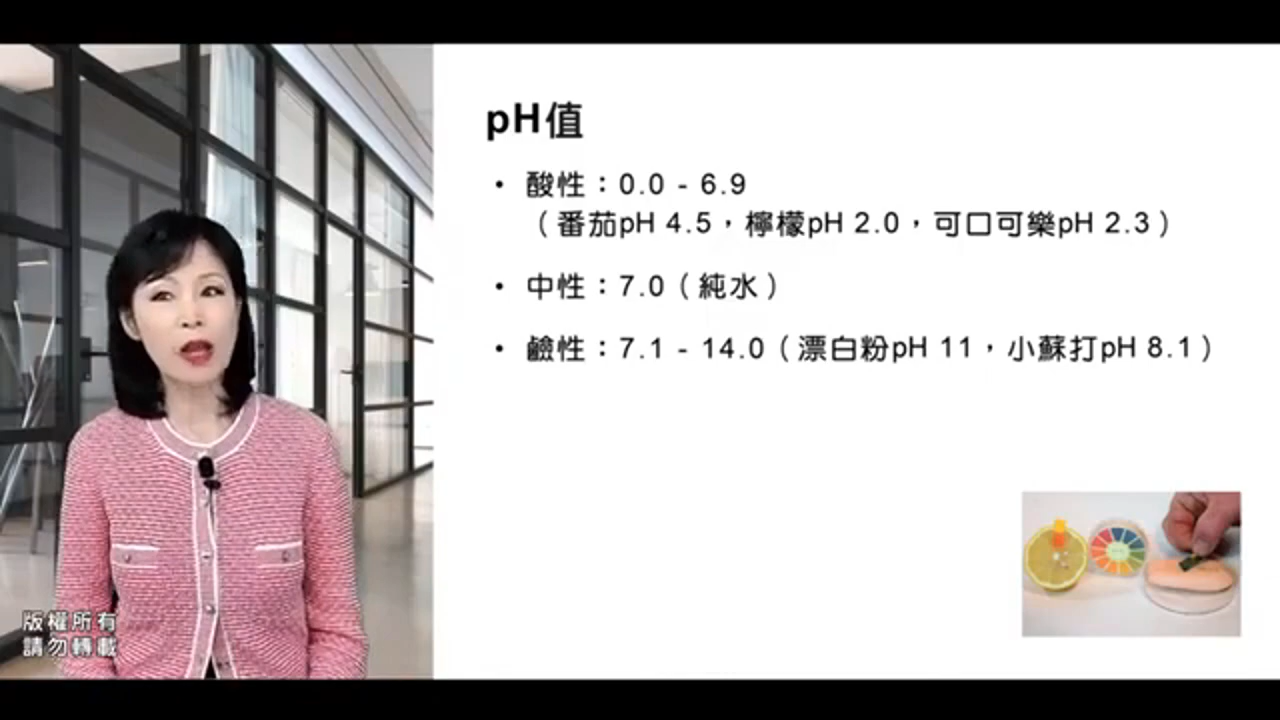 pH值
• 酸性：0.0 - 6.9
（番茄pH 4.5，檸檬pH 2.0，可口可樂pH 2.3）
• 中性：7.0（純水）
• 鹼性：7.1 - 14.0（漂白粉pH 11，小蘇打pH 8.1）
版權所有
請勿轉載